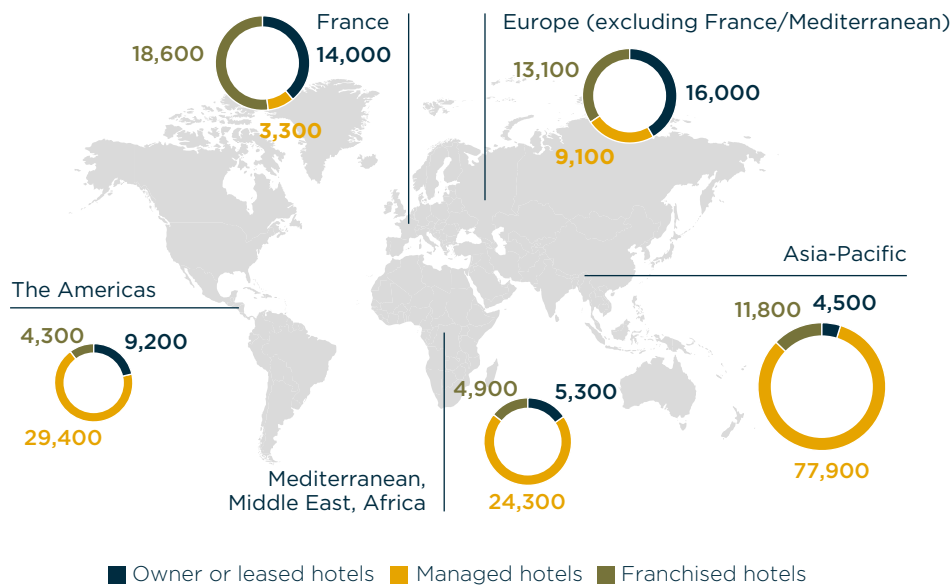 France
18,600
14,000
3,300
Europe (excluding France/Mediterranean)
13,100
16,000
9,100
Asia-Pacific
11,800
4,500
77,900
The Americas
4,300
9,200
29,400
4,900
5,300
24,300
Mediterranean,
Middle East, Africa
Owner or leased hotels
Managed hotels
Franchised hotels